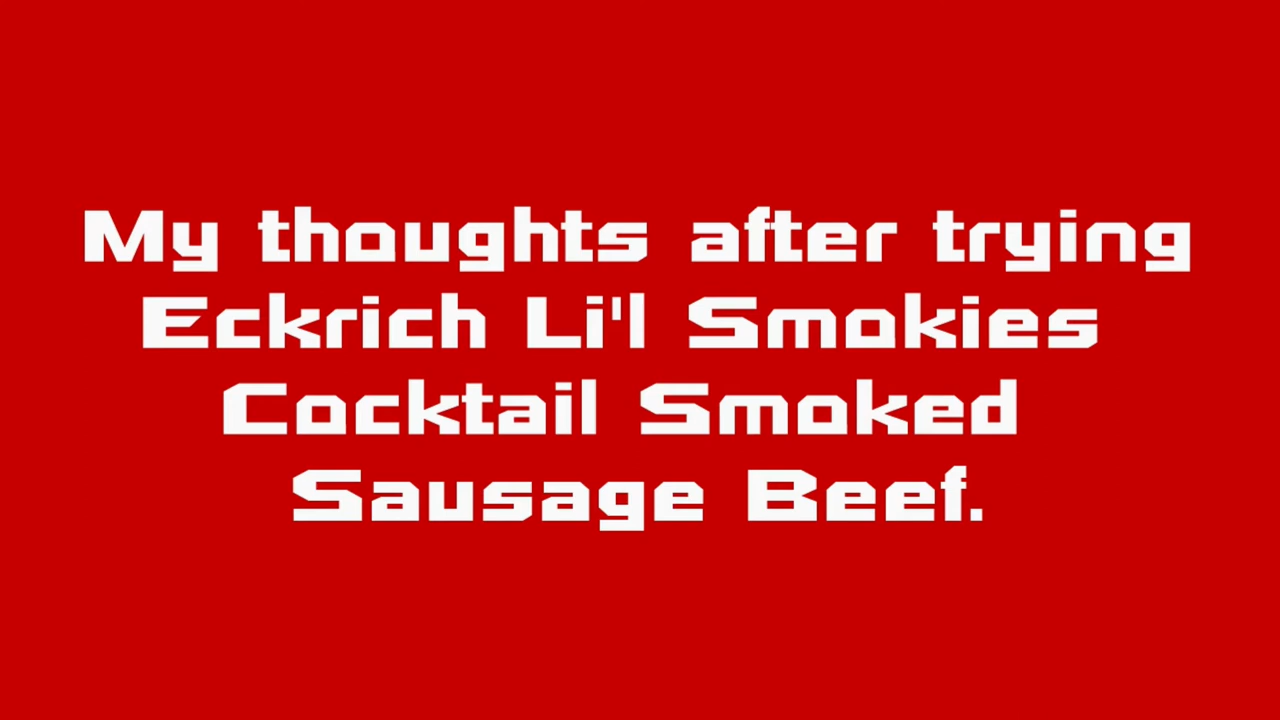 My thoughts after trying
Eckrich Li'l Smokies
Cocktail Smoked
Sausage Beef.